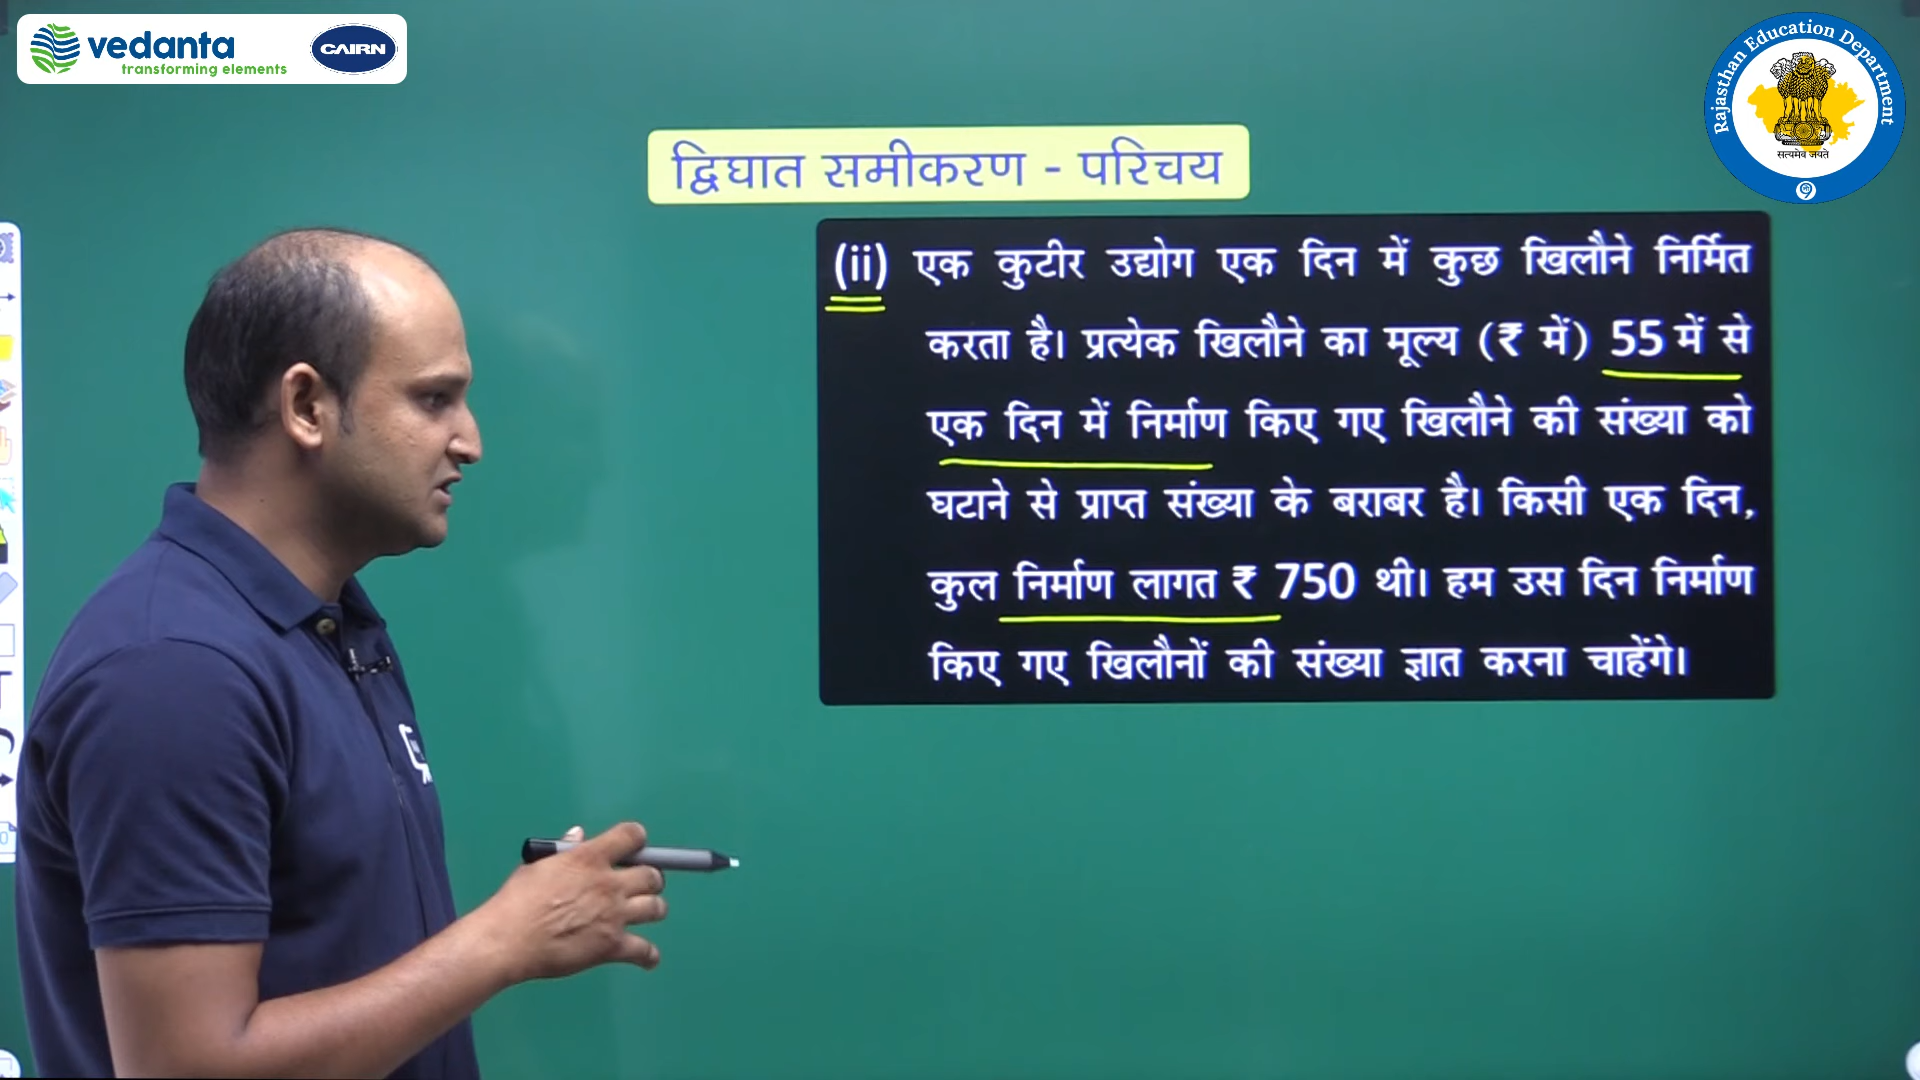 vedanta
transforming elements
CAIRN
Rajasthan Education Department
सत्यमेव जयते
द्विघात समीकरण - परिचय
(ii) एक कुटीर उद्योग एक दिन में कुछ खिलौने निर्मित
करता है। प्रत्येक खिलौने का मूल्य (₹ में) 55 में से
एक दिन में निर्माण किए गए खिलौने की संख्या को
घटाने से प्राप्त संख्या के बराबर है। किसी एक दिन,
कुल निर्माण लागत ₹ 750 थी। हम उस दिन निर्माण
किए गए खिलौनों की संख्या ज्ञात करना चाहेंगे।